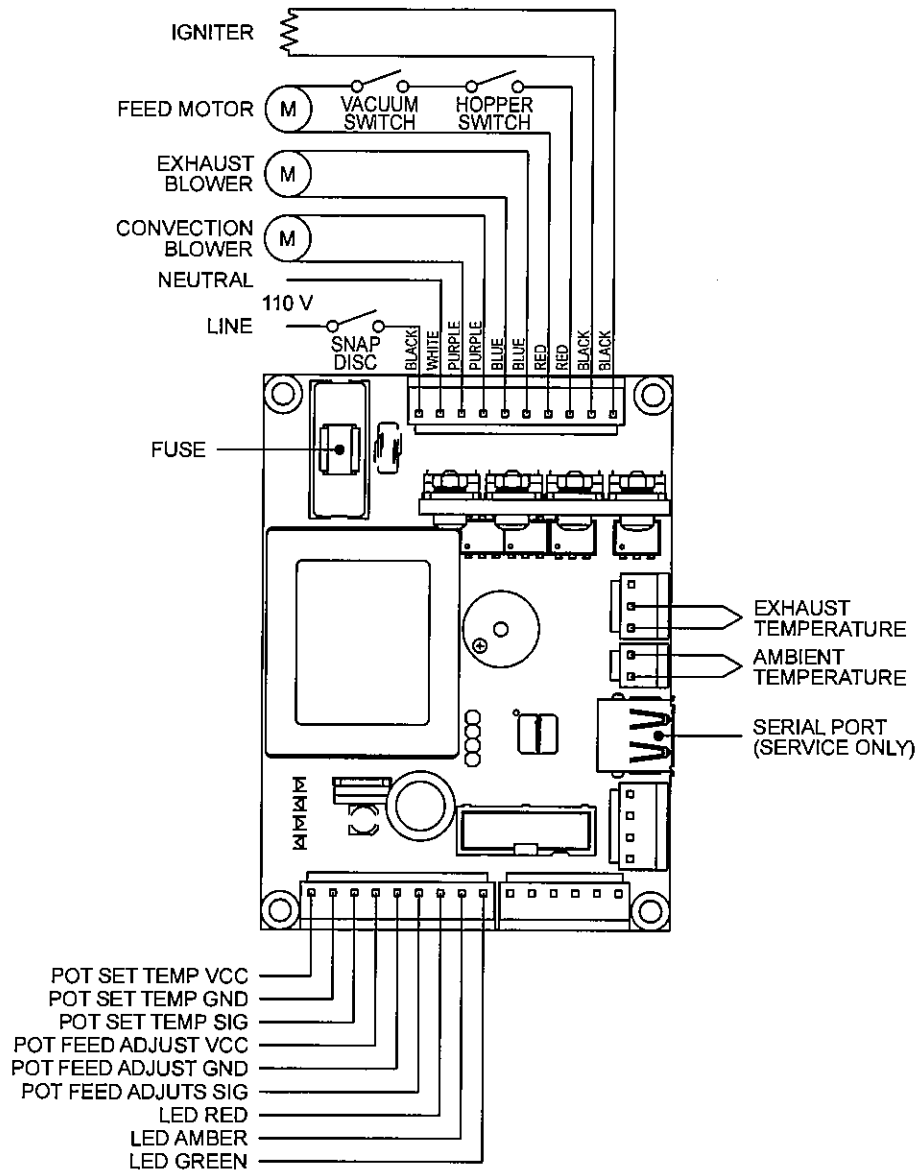 IGNITER
FEED MOTOR
M
VACUUM
SWITCH
HOPPER
SWITCH
EXHAUST
BLOWER
M
CONVECTION
BLOWER
M
NEUTRAL
110 V
LINE
SNAP
DISC
BLACK
WHITE
PURPLE
PURPLE
BLUE
BLUE
RED
RED
BLACK
BLACK
FUSE
EXHAUST
TEMPERATURE
AMBIENT
TEMPERATURE
SERIAL PORT
(SERVICE ONLY)
POT SET TEMP VCC
POT SET TEMP GND
POT SET TEMP SIG
POT FEED ADJUST VCC
POT FEED ADJUST GND
POT FEED ADJUTS SIG
LED RED
LED AMBER
LED GREEN